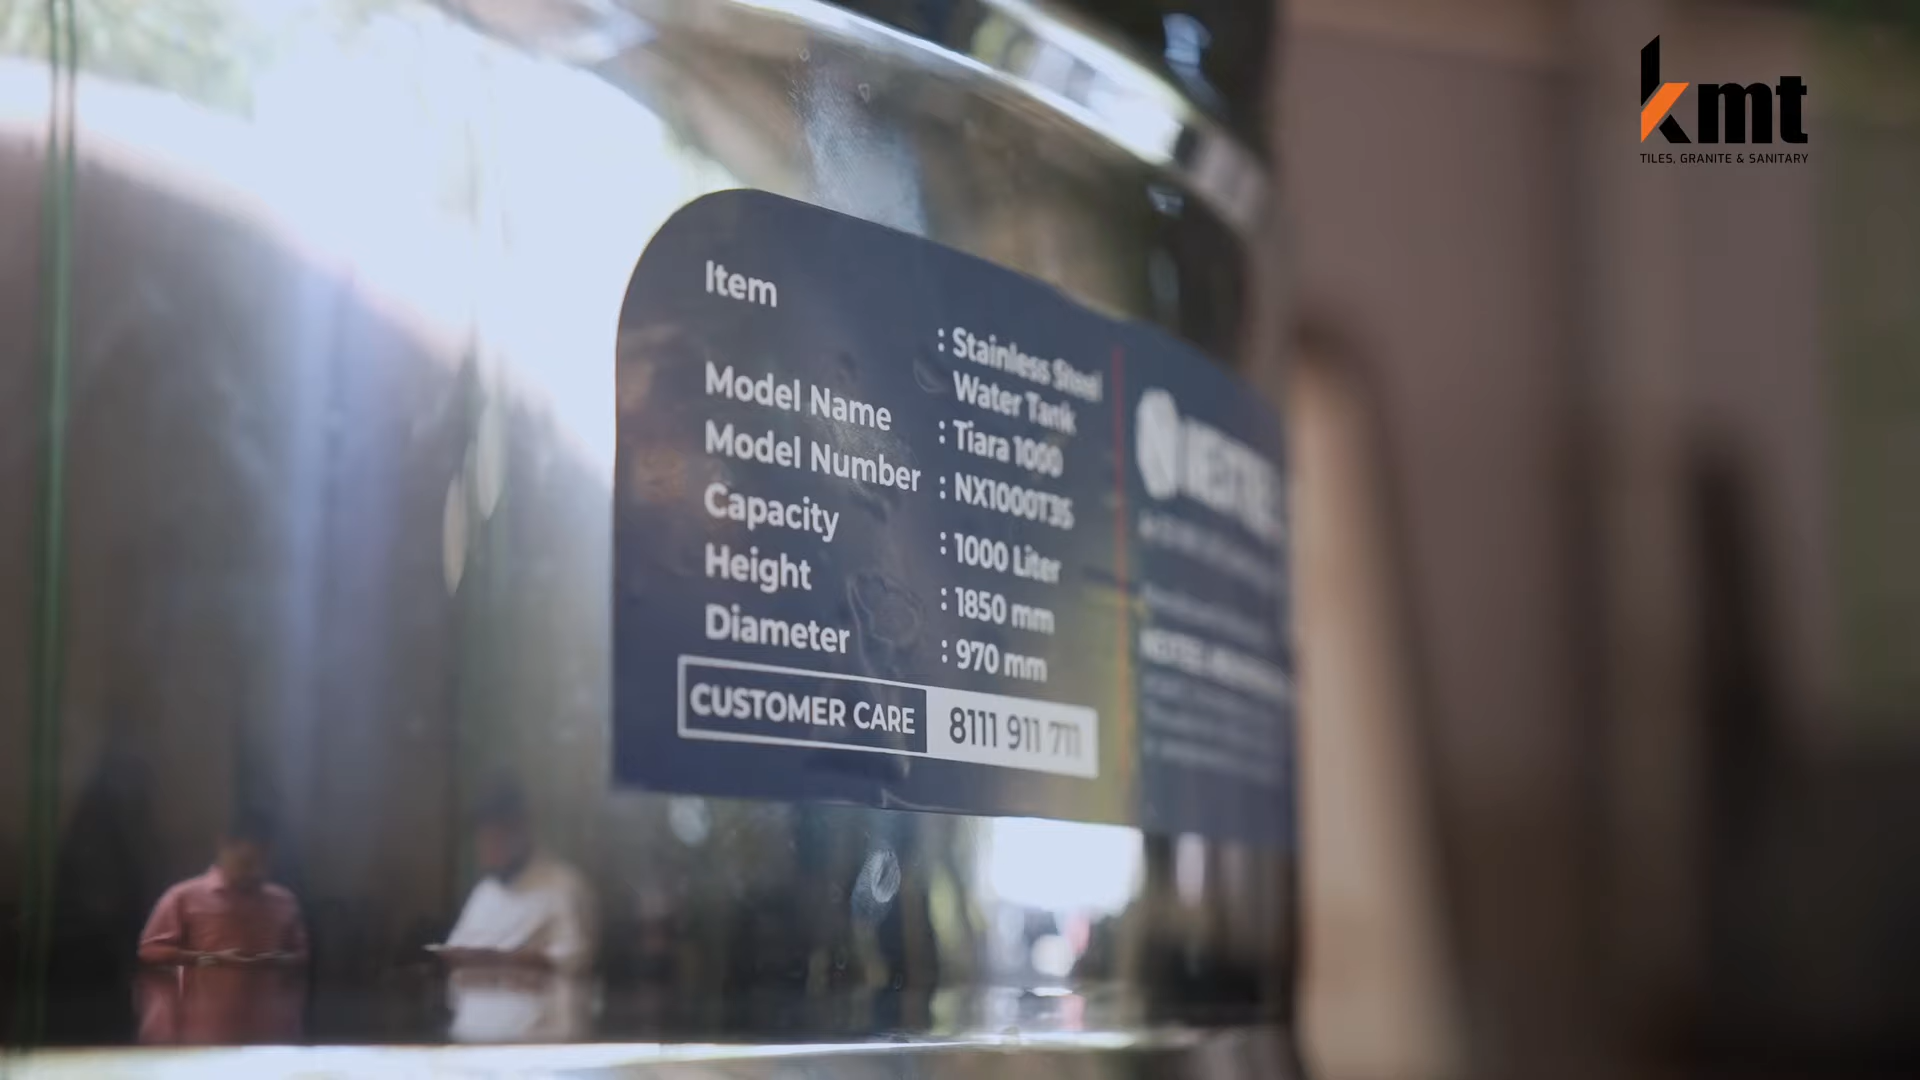 kmt
TILES, GRANITE & SANITARY
Item : Stainless Steel
Water Tank
Model Name : Tiara 1000
Model Number : NX1000T35
Capacity : 1000 Liter
Height : 1850 mm
Diameter : 970 mm
CUSTOMER CARE 8111 911 711